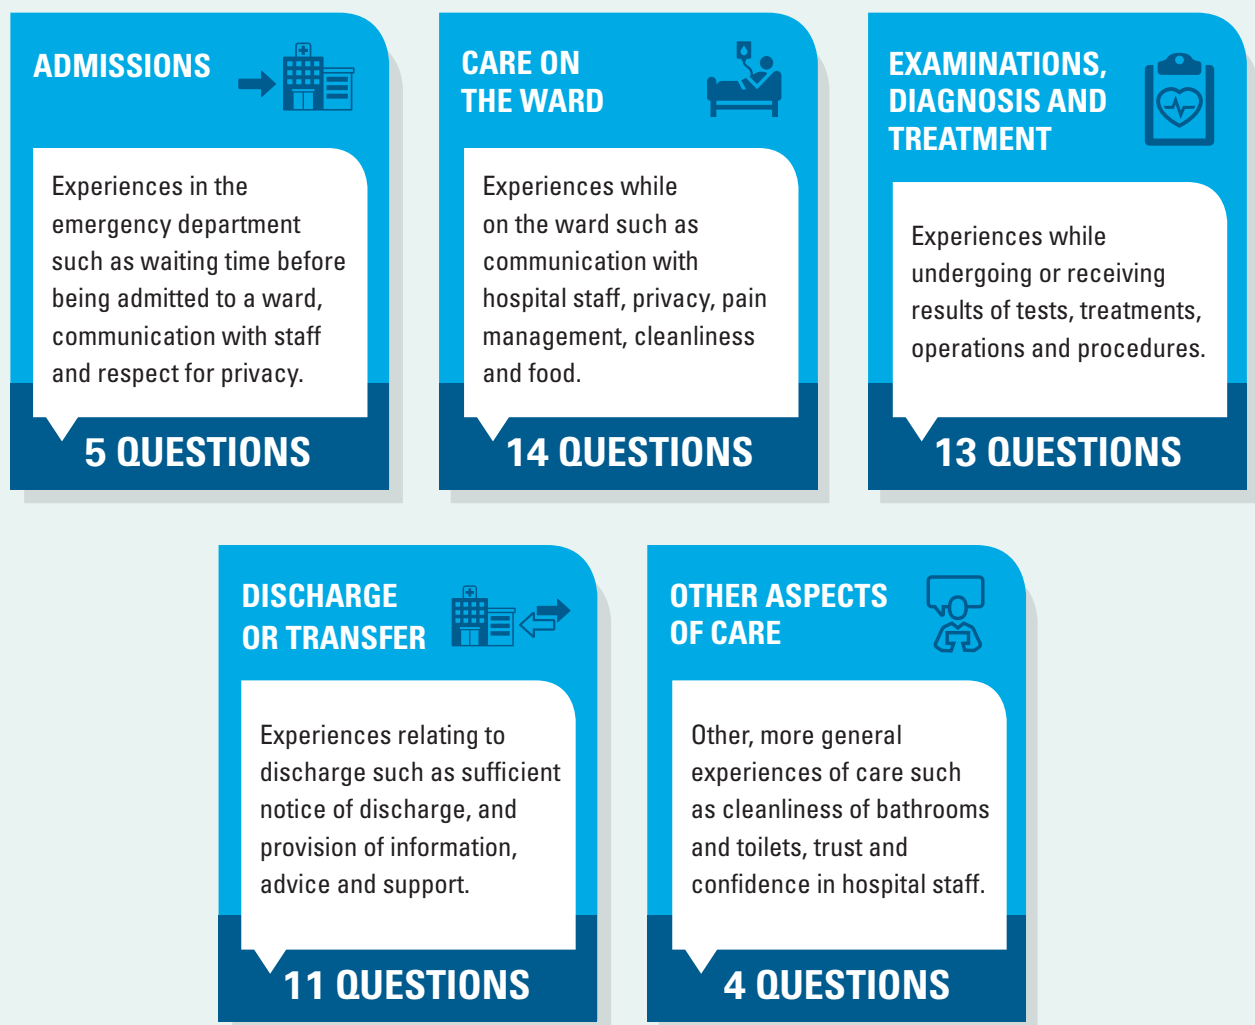 ADMISSIONS
Experiences in the
emergency department
such as waiting time before
being admitted to a ward,
communication with staff
and respect for privacy.
5 QUESTIONS
CARE ON
THE WARD
Experiences while
on the ward such as
communication with
hospital staff, privacy, pain
management, cleanliness
and food.
14 QUESTIONS
EXAMINATIONS,
DIAGNOSIS AND
TREATMENT
Experiences while
undergoing or receiving
results of tests, treatments,
operations and procedures.
13 QUESTIONS
DISCHARGE
OR TRANSFER
Experiences relating to
discharge such as sufficient
notice of discharge, and
provision of information,
advice and support.
11 QUESTIONS
OTHER ASPECTS
OF CARE
Other, more general
experiences of care such
as cleanliness of bathrooms
and toilets, trust and
confidence in hospital staff.
4 QUESTIONS